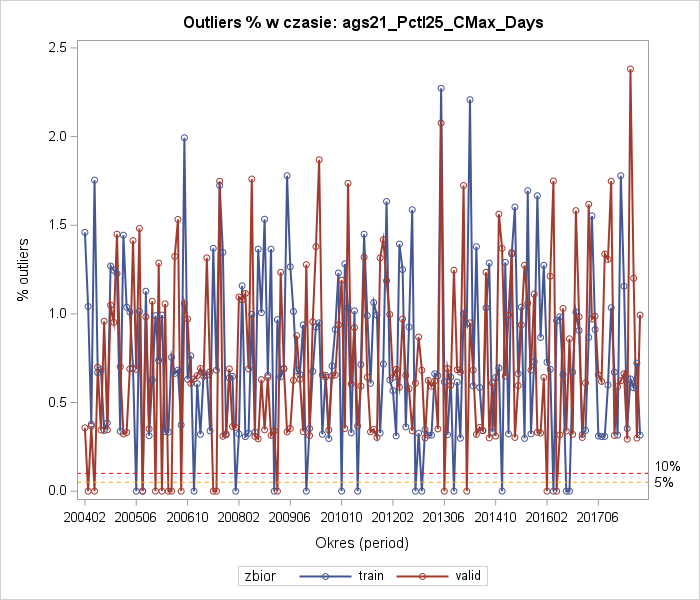 Outliers % w czasie: ags21_Pctl25_CMax_Days
% outliers
2.5
2.0
1.5
1.0
0.5
0.0
10%
5%
200402 200506 200610 200802 200906 201010 201202 201306 201410 201602 201706
Okres (period)
zbior train valid